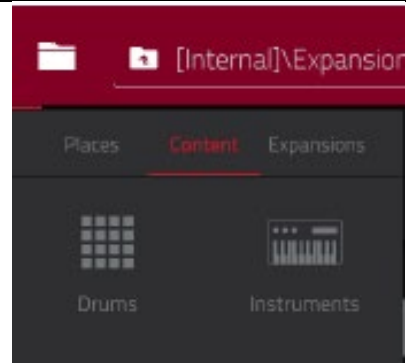 [Internal]\Expansion
Places Content Expansions
Drums Instruments